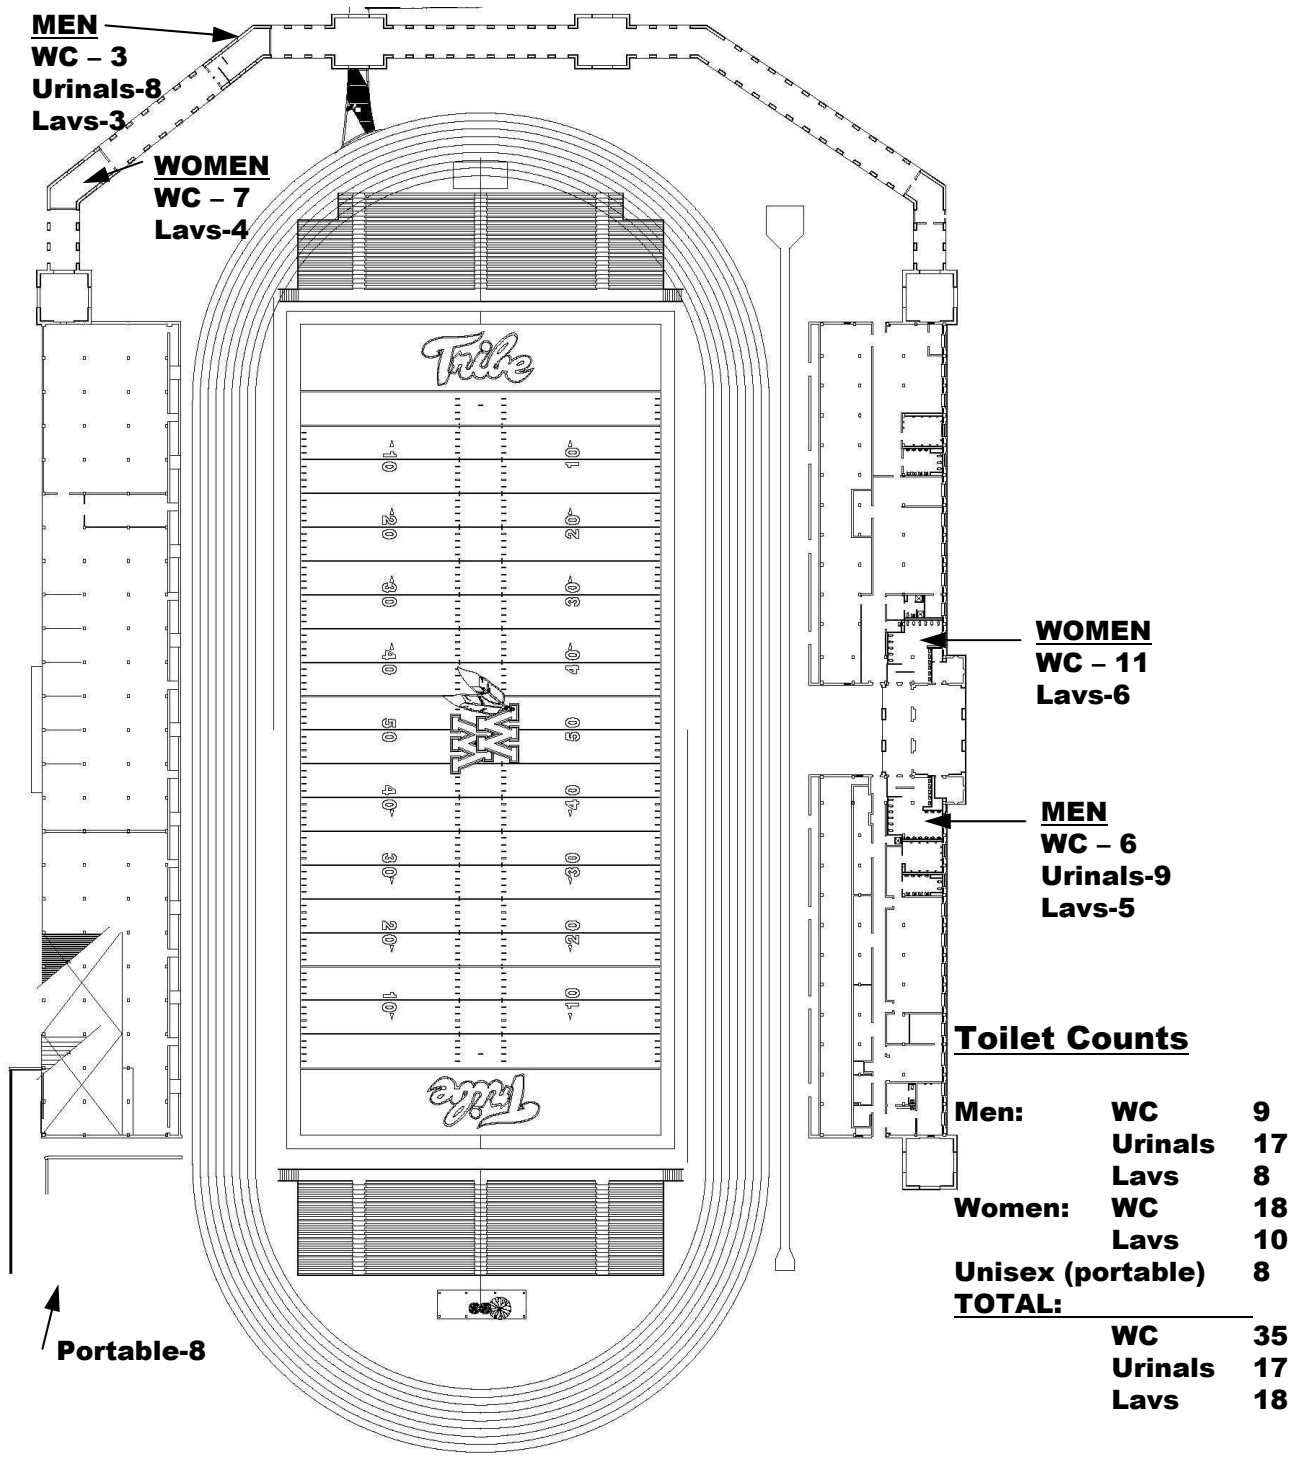 MEN
WC – 3
Urinals-8
Lavs-3
WOMEN
WC – 7
Lavs-4
Tribe
10 10
20 20
30 30
40 40
50 50
40 40
30 30
20 20
10 10
W
M
Tribe
WOMEN
WC – 11
Lavs-6
MEN
WC – 6
Urinals-9
Lavs-5
Portable-8
Toilet Counts
Men: WC 9
Urinals 17
Lavs 8
Women: WC 18
Lavs 10
Unisex (portable) 8
TOTAL:
WC 35
Urinals 17
Lavs 18